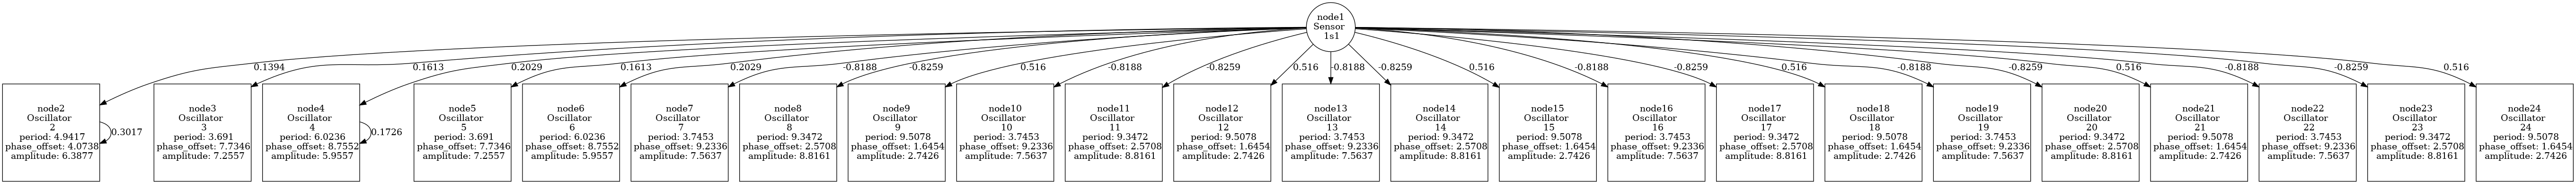 node1
Sensor
1s1
0.1394
0.1613
0.2029
0.1613
0.2029
-0.8188
-0.8259
0.516
-0.8188
-0.8259
0.516
-0.8188
-0.8259
0.516
-0.8188
-0.8259
0.516
-0.8188
-0.8259
0.516
-0.8188
-0.8259
0.516
node2
Oscillator
2
period: 4.9417
phase_offset: 4.0738
amplitude: 6.3877
0.3017
node3
Oscillator
3
period: 3.691
phase_offset: 7.7346
amplitude: 7.2557
node4
Oscillator
4
period: 6.0236
phase_offset: 8.7552
amplitude: 5.9557
0.1726
node5
Oscillator
5
period: 3.691
phase_offset: 7.7346
amplitude: 7.2557
node6
Oscillator
6
period: 6.0236
phase_offset: 8.7552
amplitude: 5.9557
node7
Oscillator
7
period: 3.7453
phase_offset: 9.2336
amplitude: 7.5637
node8
Oscillator
8
period: 9.3472
phase_offset: 2.5708
amplitude: 8.8161
node9
Oscillator
9
period: 9.5078
phase_offset: 1.6454
amplitude: 2.7426
node10
Oscillator
10
period: 3.7453
phase_offset: 9.2336
amplitude: 7.5637
node11
Oscillator
11
period: 9.3472
phase_offset: 2.5708
amplitude: 8.8161
node12
Oscillator
12
period: 9.5078
phase_offset: 1.6454
amplitude: 2.7426
node13
Oscillator
13
period: 3.7453
phase_offset: 9.2336
amplitude: 7.5637
node14
Oscillator
14
period: 9.3472
phase_offset: 2.5708
amplitude: 8.8161
node15
Oscillator
15
period: 9.5078
phase_offset: 1.6454
amplitude: 2.7426
node16
Oscillator
16
period: 3.7453
phase_offset: 9.2336
amplitude: 7.5637
node17
Oscillator
17
period: 9.3472
phase_offset: 2.5708
amplitude: 8.8161
node18
Oscillator
18
period: 9.5078
phase_offset: 1.6454
amplitude: 2.7426
node19
Oscillator
19
period: 3.7453
phase_offset: 9.2336
amplitude: 7.5637
node20
Oscillator
20
period: 9.3472
phase_offset: 2.5708
amplitude: 8.8161
node21
Oscillator
21
period: 9.5078
phase_offset: 1.6454
amplitude: 2.7426
node22
Oscillator
22
period: 3.7453
phase_offset: 9.2336
amplitude: 7.5637
node23
Oscillator
23
period: 9.3472
phase_offset: 2.5708
amplitude: 8.8161
node24
Oscillator
24
period: 9.5078
phase_offset: 1.6454
amplitude: 2.7426